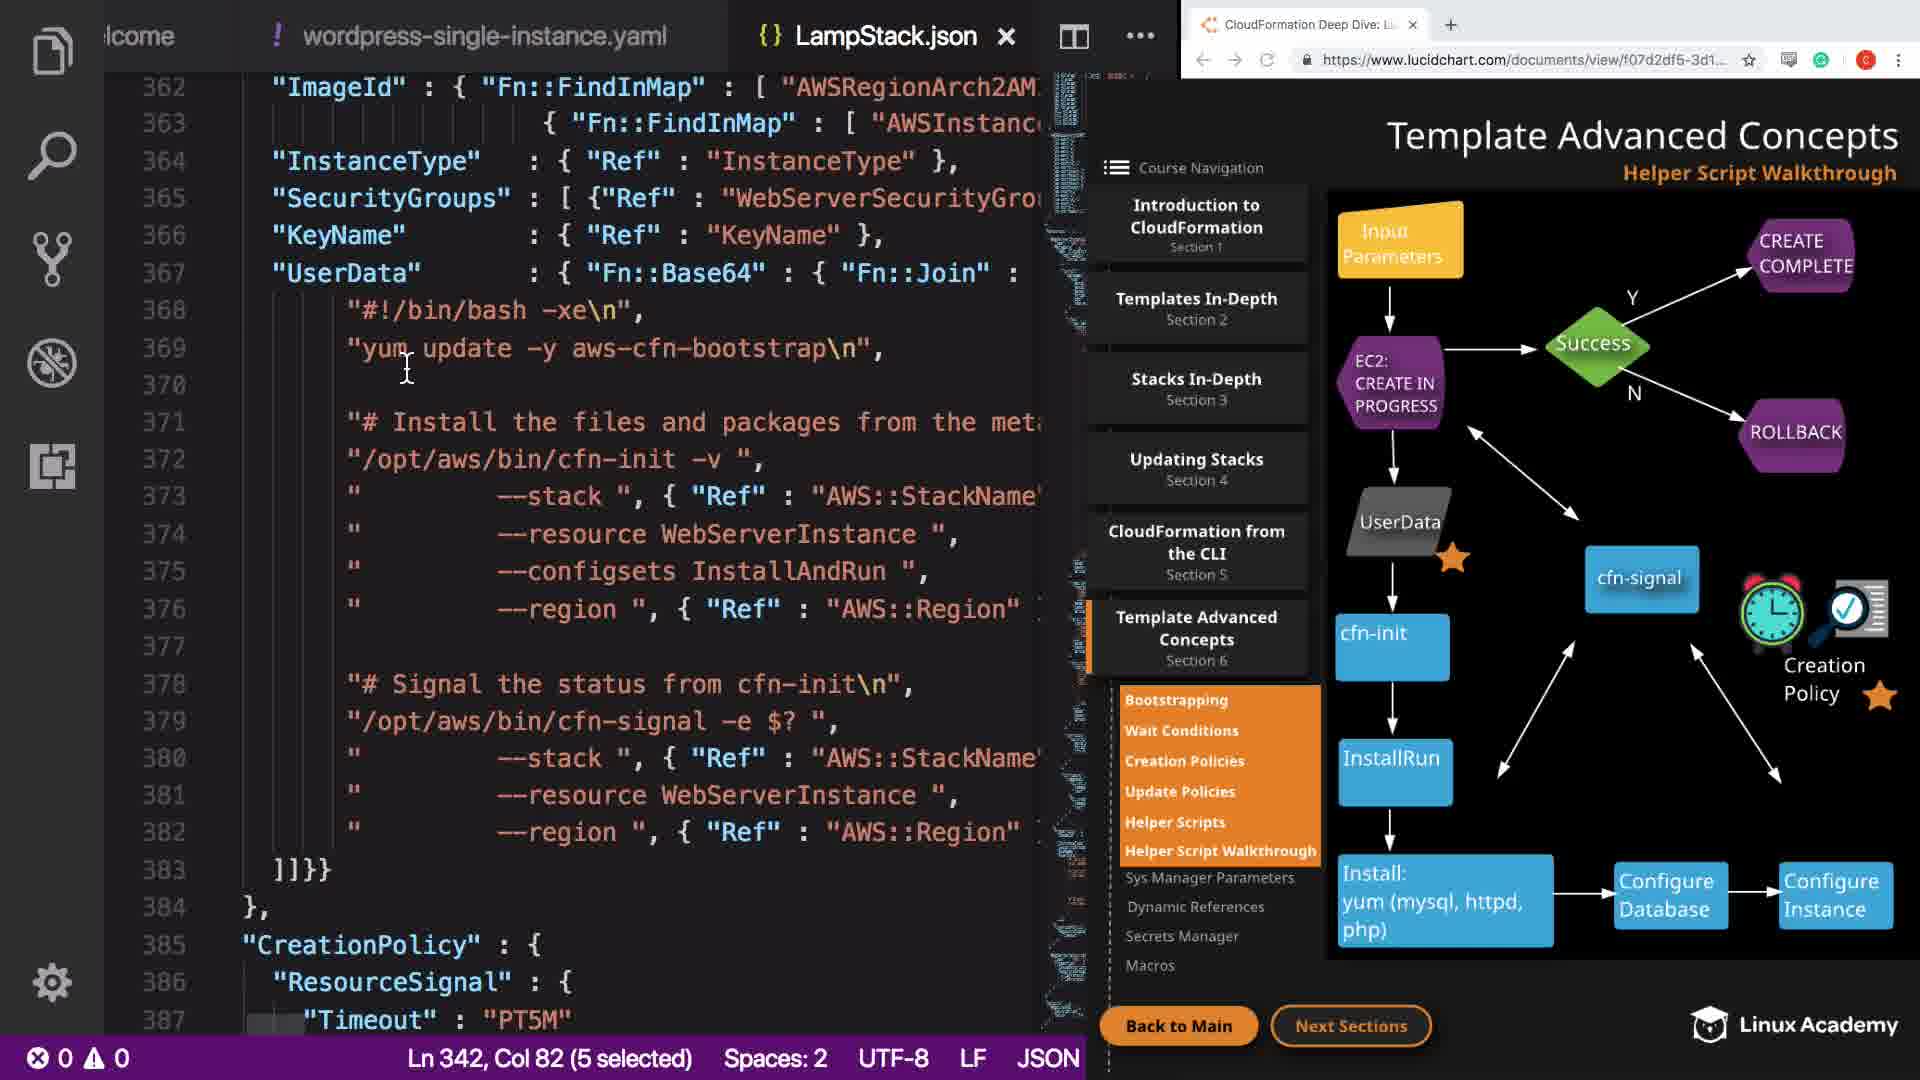 lcome
! wordpress-single-instance.yaml
{} LampStack.json ×
362 "ImageId" : { "Fn::FindInMap" : [ "AWSRegionArch2AM
363 { "Fn::FindInMap" : [ "AWSInstanc
364 "InstanceType" : { "Ref" : "InstanceType" },
365 "SecurityGroups" : [ {"Ref" : "WebServerSecurityGro
366 "KeyName" : { "Ref" : "KeyName" },
367 "UserData" : { "Fn::Base64" : { "Fn::Join" :
368 "#!/bin/bash -xe\n",
369 "yum update -y aws-cfn-bootstrap\n",
370
371 "# Install the files and packages from the met
372 "/opt/aws/bin/cfn-init -v ",
373 " --stack ", { "Ref" : "AWS::StackName"
374 " --resource WebServerInstance ",
375 " --configsets InstallAndRun ",
376 " --region ", { "Ref" : "AWS::Region"
377
378 "# Signal the status from cfn-init\n",
379 "/opt/aws/bin/cfn-signal -e $? ",
380 " --stack ", { "Ref" : "AWS::StackName"
381 " --resource WebServerInstance ",
382 " --region ", { "Ref" : "AWS::Region"
383 ]]}}
384 },
385 "CreationPolicy" : {
386 "ResourceSignal" : {
387 "Timeout" : "PT5M"
0 0 Ln 342, Col 82 (5 selected) Spaces: 2 UTF-8 LF JSON
CloudFormation Deep Dive: Li
https://www.lucidchart.com/documents/view/f07d2df5-3d1...
C
Template Advanced Concepts
Helper Script Walkthrough
Course Navigation
Introduction to
CloudFormation
Section 1
Templates In-Depth
Section 2
Stacks In-Depth
Section 3
Updating Stacks
Section 4
CloudFormation from
the CLI
Section 5
Template Advanced
Concepts
Section 6
Bootstrapping
Wait Conditions
Creation Policies
Update Policies
Helper Scripts
Helper Script Walkthrough
Sys Manager Parameters
Dynamic References
Secrets Manager
Macros
Back to Main
Next Sections
Input
Parameters
EC2:
CREATE IN
PROGRESS
Success
Y
N
CREATE
COMPLETE
ROLLBACK
UserData
cfn-signal
cfn-init
Creation
Policy
InstallRun
Install:
yum (mysql, httpd,
php)
Configure
Database
Configure
Instance
Linux Academy